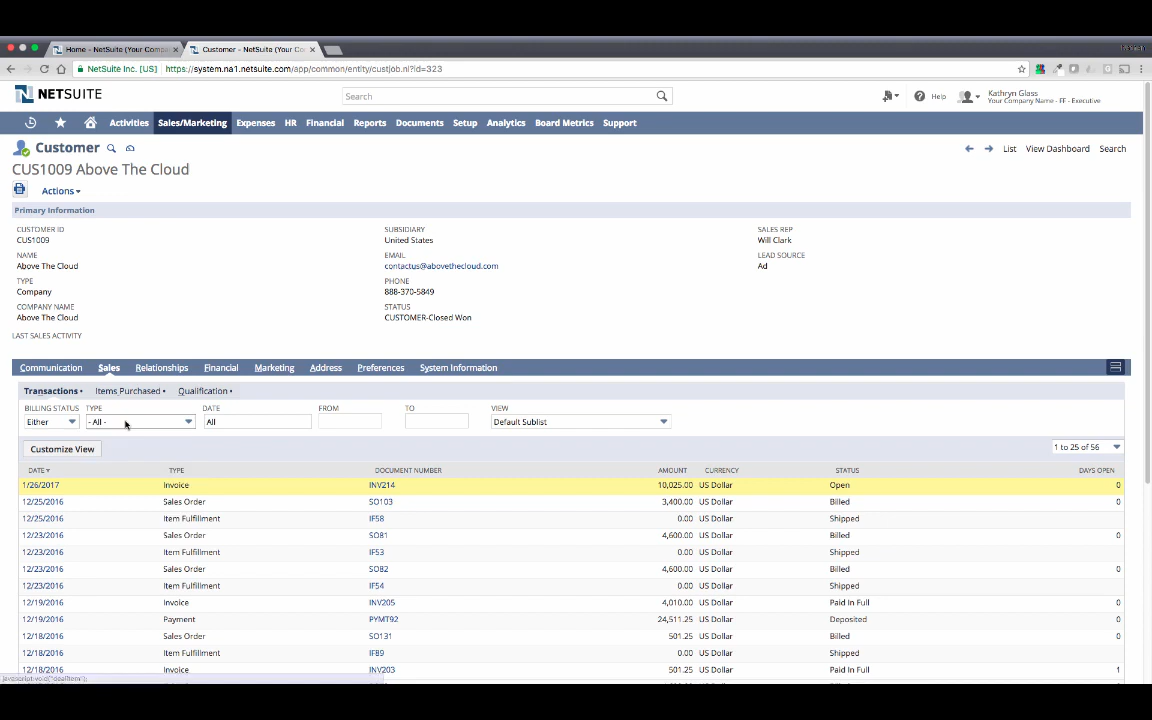 Home - NetSuite (Your Compa
Customer - NetSuite (Your Co
NetSuite Inc. [US] https://system.na1.netsuite.com/app/common/entity/custjob.nl?id=323
NETSUITE
Search
Help
Kathryn Glass
Your Company Name - FF - Executive
Activities Sales/Marketing Expenses HR Financial Reports Documents Setup Analytics Board Metrics Support
Customer
List View Dashboard Search
CUS1009 Above The Cloud
Actions
Primary Information
CUSTOMER ID
CUS1009
NAME
Above The Cloud
TYPE
Company
COMPANY NAME
Above The Cloud
LAST SALES ACTIVITY
SUBSIDIARY
United States
EMAIL
contactus@abovethecloud.com
PHONE
888-370-5849
STATUS
CUSTOMER-Closed Won
SALES REP
Will Clark
LEAD SOURCE
Ad
Communication Sales Relationships Financial Marketing Address Preferences System Information
Transactions • Items Purchased • Qualification •
BILLING STATUS TYPE DATE FROM TO VIEW
Either - All - All Default Sublist
Customize View
1 to 25 of 56
DATE TYPE DOCUMENT NUMBER AMOUNT CURRENCY STATUS DAYS OPEN
1/26/2017 Invoice INV214 10,025.00 US Dollar Open 0
12/25/2016 Sales Order SO103 3,400.00 US Dollar Billed 0
12/25/2016 Item Fulfillment IF58 0.00 US Dollar Shipped
12/23/2016 Sales Order SO81 4,600.00 US Dollar Billed 0
12/23/2016 Item Fulfillment IF53 0.00 US Dollar Shipped
12/23/2016 Sales Order SO82 4,600.00 US Dollar Billed 0
12/23/2016 Item Fulfillment IF54 0.00 US Dollar Shipped
12/19/2016 Invoice INV205 4,010.00 US Dollar Paid In Full 0
12/19/2016 Payment PYMT92 24,511.25 US Dollar Deposited 0
12/18/2016 Sales Order SO131 501.25 US Dollar Billed 0
12/18/2016 Item Fulfillment IF89 0.00 US Dollar Shipped
12/18/2016 Invoice INV203 501.25 US Dollar Paid In Full 1